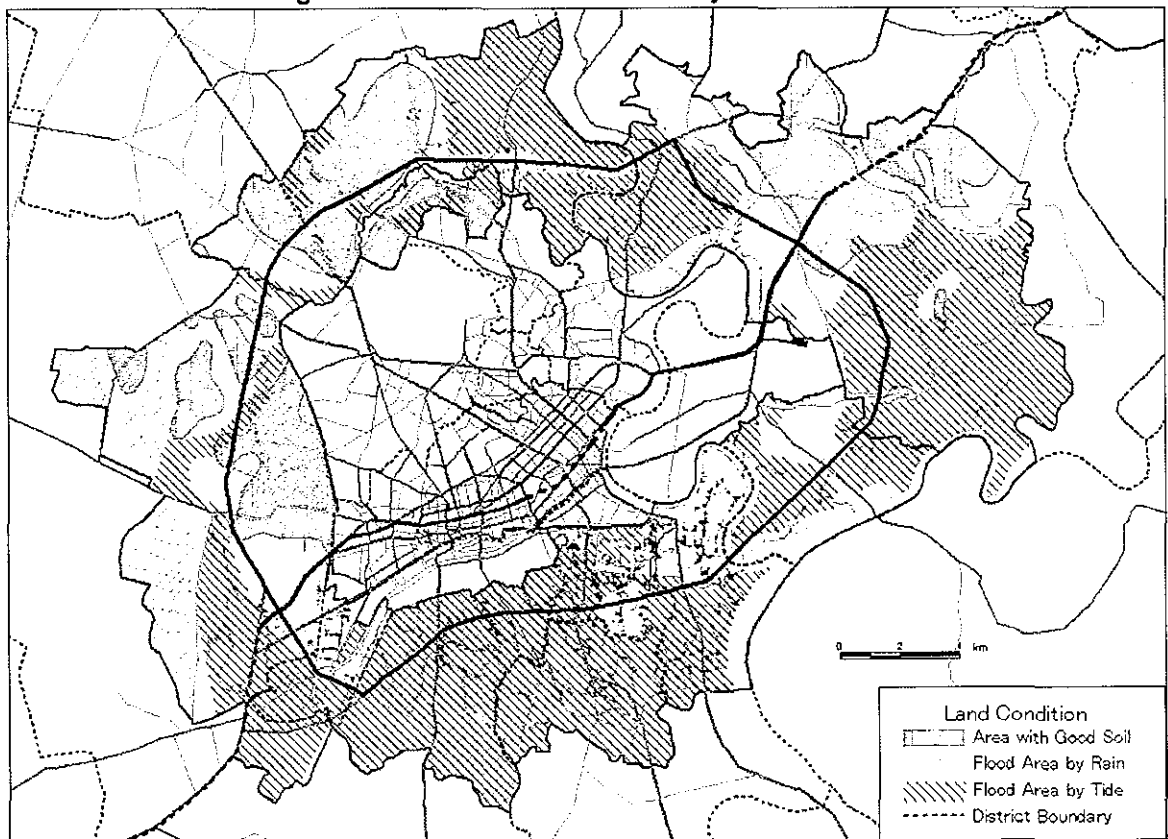 0 2 km
Land Condition
Area with Good Soil
Flood Area by Rain
Flood Area by Tide
District Boundary